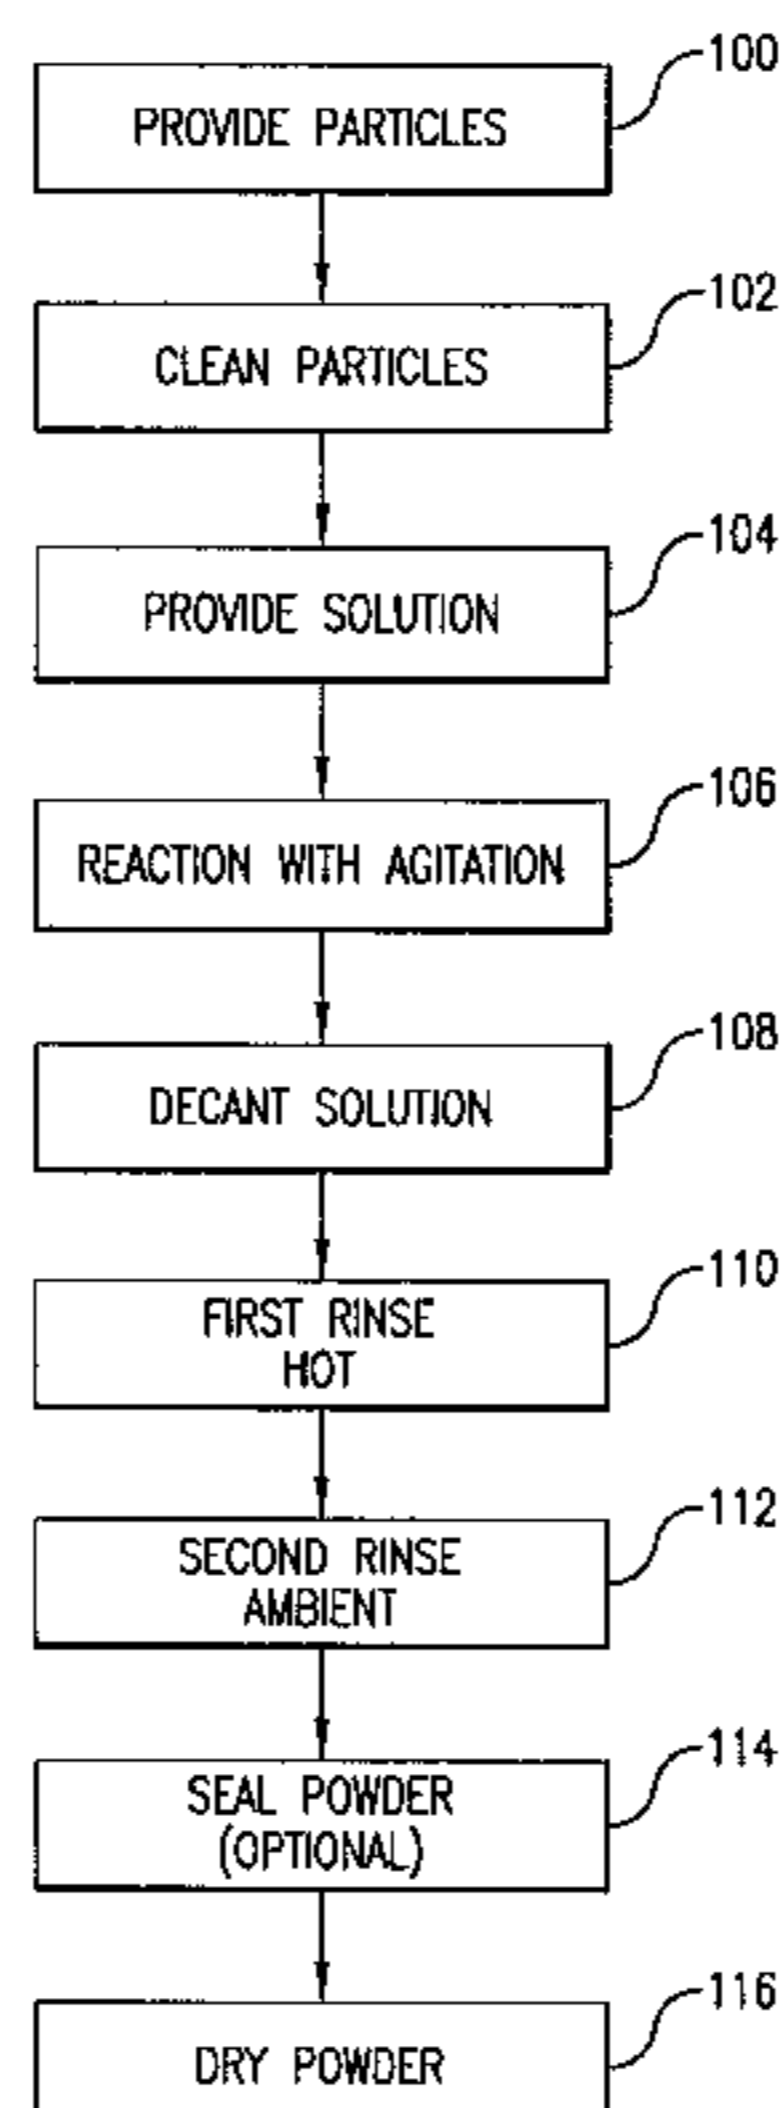 100
PROVIDE PARTICLES
102
CLEAN PARTICLES
104
PROVIDE SOLUTION
106
REACTION WITH AGITATION
108
DECANT SOLUTION
110
FIRST RINSE
HOT
112
SECOND RINSE
AMBIENT
114
SEAL POWDER
(OPTIONAL)
116
DRY POWDER